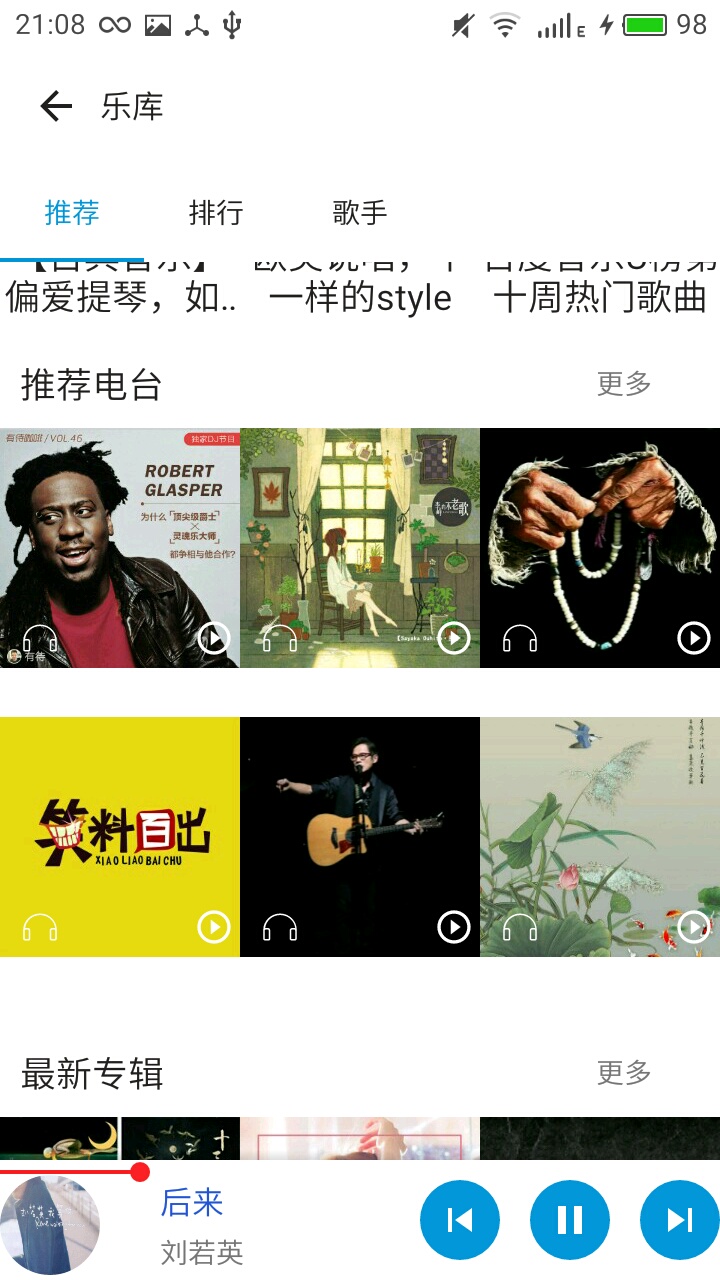 21:08
E
98
乐库
推荐
排行
歌手
偏爱提琴，如..
一样的style
十周热门歌曲
推荐电台
更多
有待咖啡/VOL.46
独家DJ节目
ROBERT
GLASPER
为什么「顶尖级爵士」
×
「灵魂乐大师」
都争相与他合作?
有待
老歌
笑料百出
XIAO LIAO BAI CHU
最新专辑
更多
十
后来
刘若英